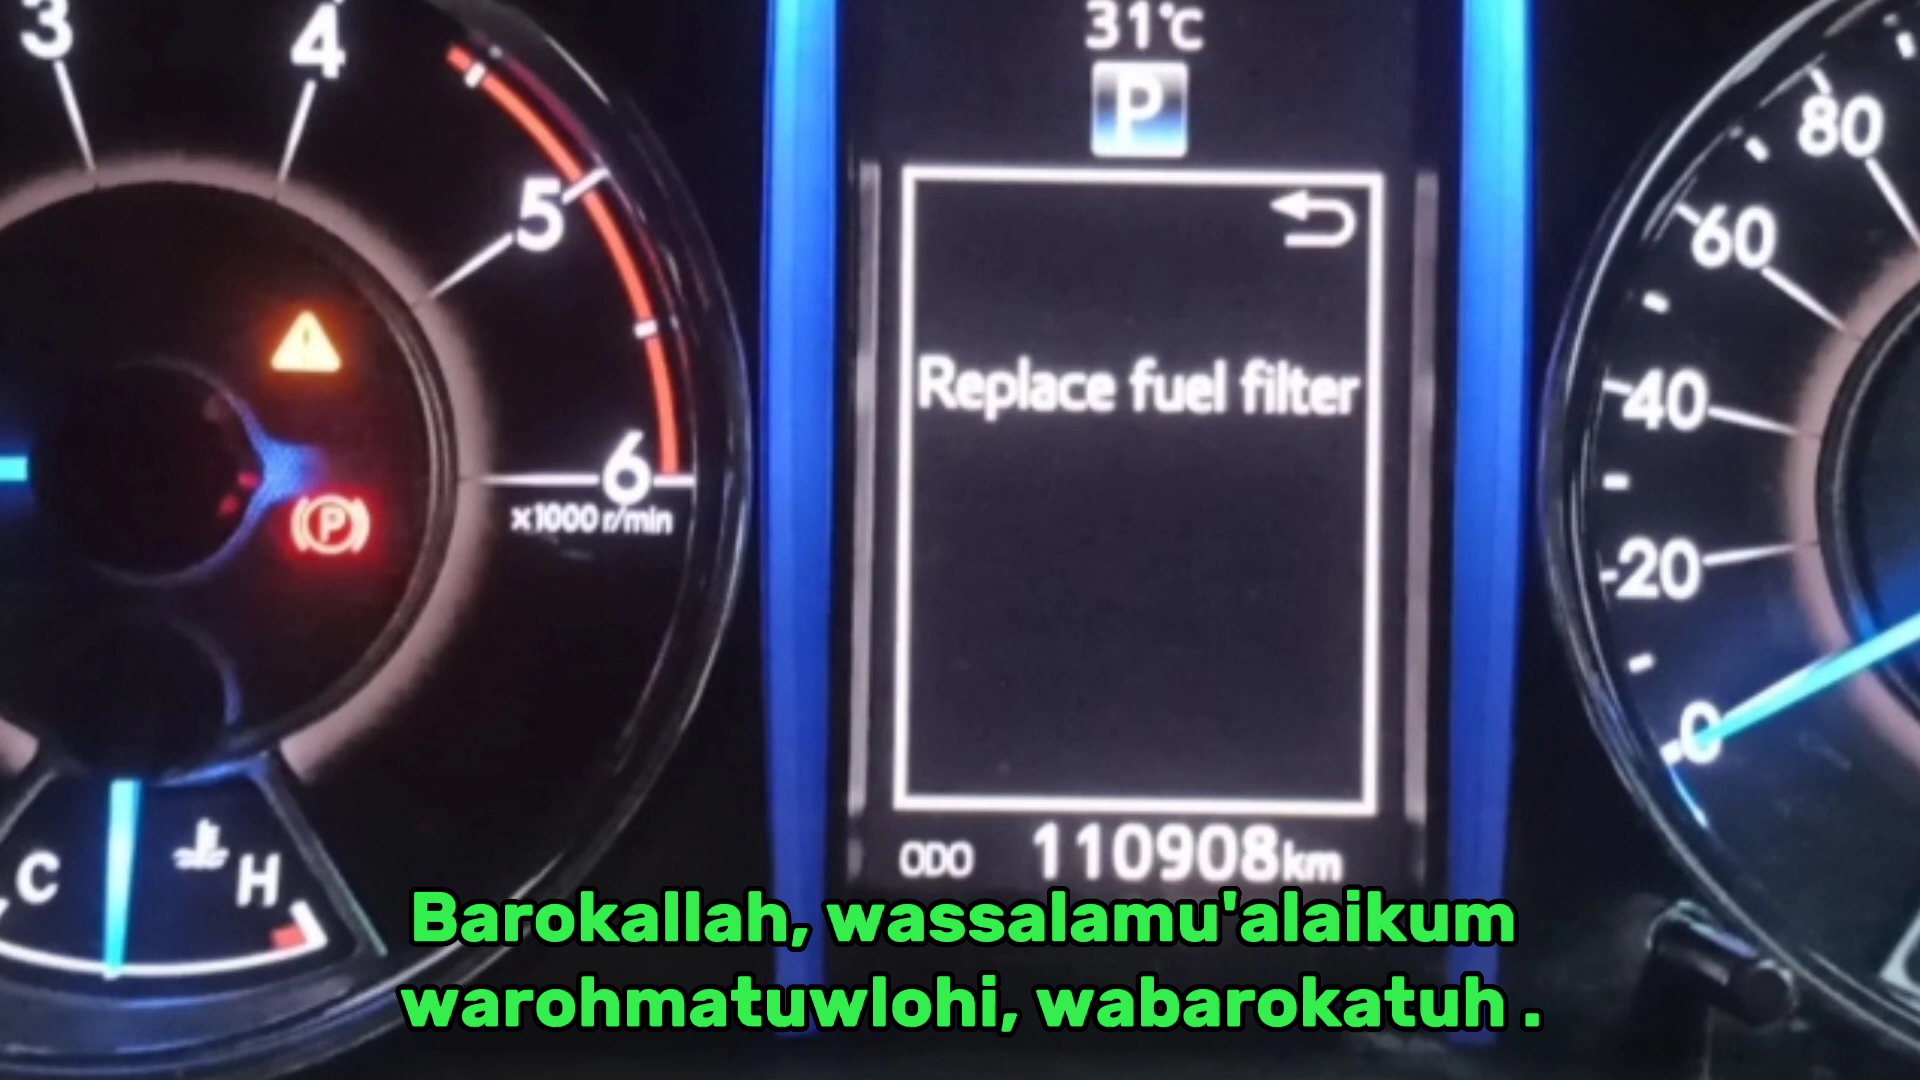 3
4
5
6
x1000 r/min
P
C
H
31°C
P
Replace fuel filter
ODO 110908km
80
60
40
20
0
Barokallah, wassalamu'alaikum
warohmatuwlohi, wabarokatuh .